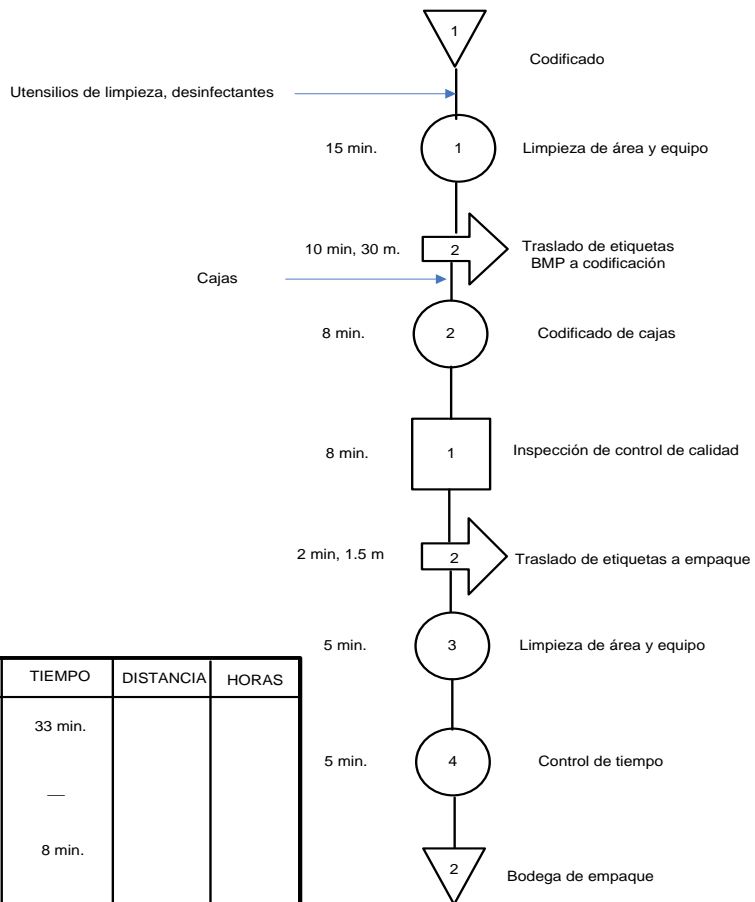 1
Codificado
Utensilios de limpieza, desinfectantes
15 min.
1
Limpieza de área y equipo
10 min, 30 m.
2
Traslado de etiquetas
BMP a codificación
Cajas
8 min.
2
Codificado de cajas
8 min.
1
Inspección de control de calidad
2 min, 1.5 m
2
Traslado de etiquetas a empaque
5 min.
3
Limpieza de área y equipo
5 min.
4
Control de tiempo
2
Bodega de empaque
TIEMPO DISTANCIA HORAS
33 min.
—
8 min.